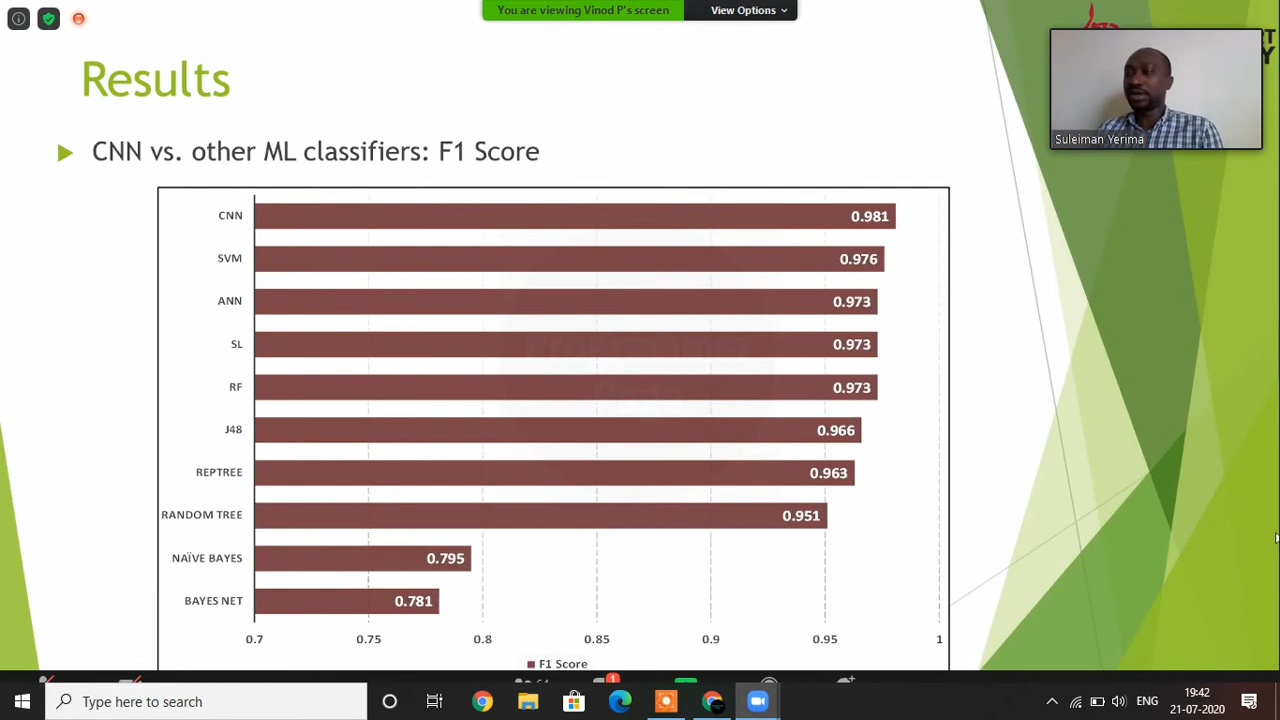 You are viewing Vinod P's screen
View Options
Results
CNN vs. other ML classifiers: F1 Score
Suleiman Yerima
CNN 0.981
SVM 0.976
ANN 0.973
SL 0.973
RF 0.973
J48 0.966
REPTREE 0.963
RANDOM TREE 0.951
NAÏVE BAYES 0.795
BAYES NET 0.781
0.7 0.75 0.8 0.85 0.9 0.95 1
F1 Score
1
Type here to search
ENG
19:42
21-07-2020